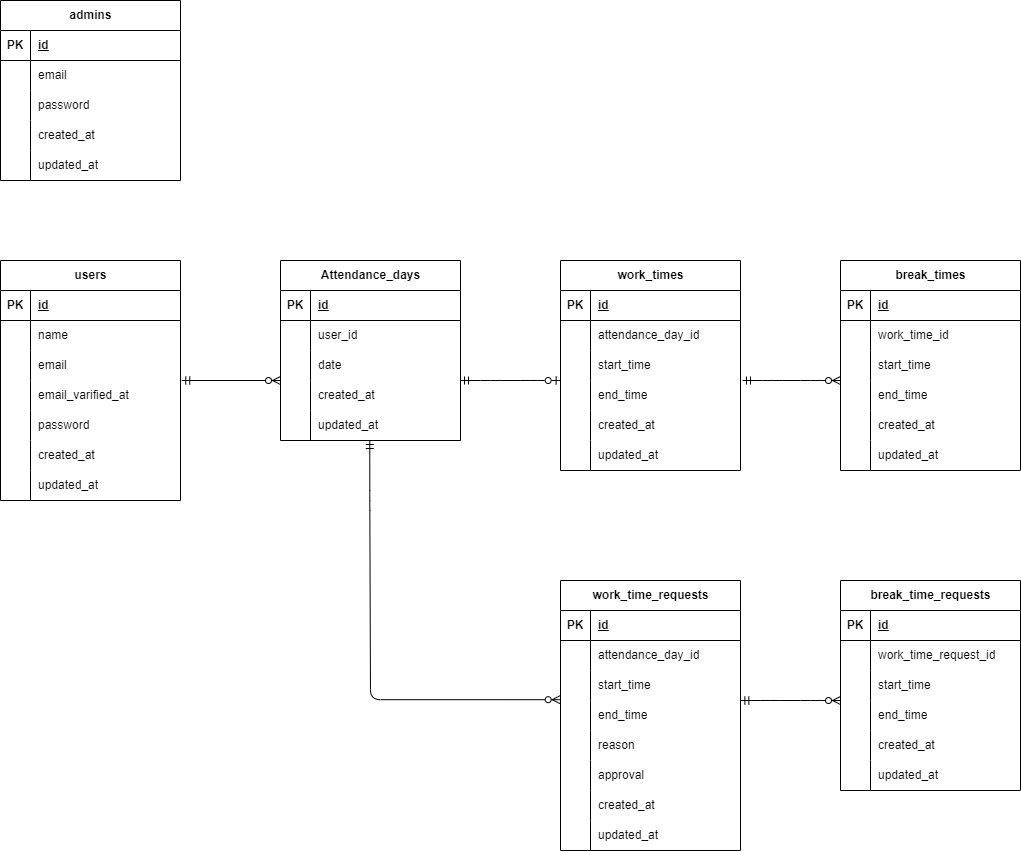 admins
PK id
email
password
created_at
updated_at
users
PK id
name
email
email_varified_at
password
created_at
updated_at
Attendance_days
PK id
user_id
date
created_at
updated_at
work_times
PK id
attendance_day_id
start_time
end_time
created_at
updated_at
break_times
PK id
work_time_id
start_time
end_time
created_at
updated_at
work_time_requests
PK id
attendance_day_id
start_time
end_time
reason
approval
created_at
updated_at
break_time_requests
PK id
work_time_request_id
start_time
end_time
created_at
updated_at